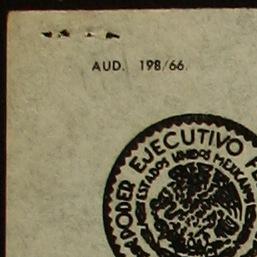 AUD. 198/66.
PODER EJECUTIVO
ESTADOS UNIDOS MEXICANOS